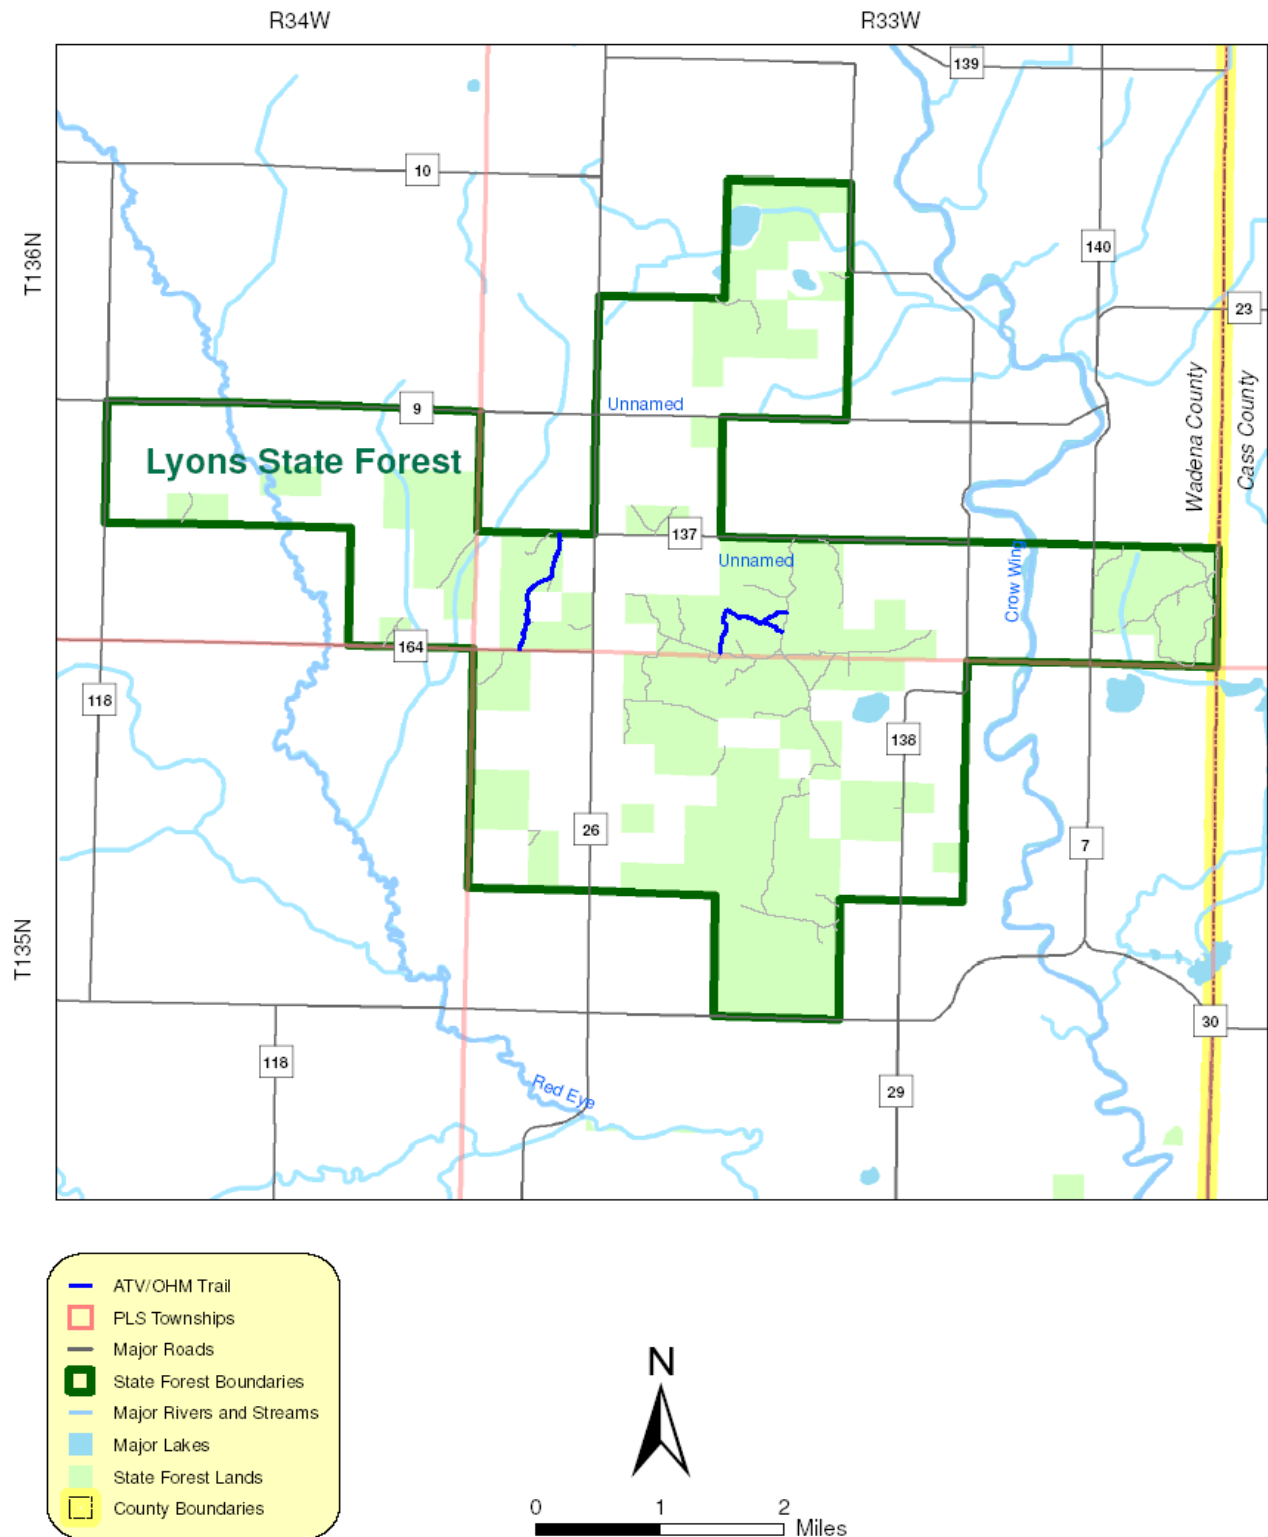 R34W
R33W
139
10
T136N
140
23
Wadena County
Cass County
9
Unnamed
Lyons State Forest
137
Unnamed
Crow Wing
164
118
138
26
7
T135N
30
118
29
Red Eye
ATV/OHM Trail
PLS Townships
Major Roads
State Forest Boundaries
Major Rivers and Streams
Major Lakes
State Forest Lands
County Boundaries
N
0 1 2
Miles